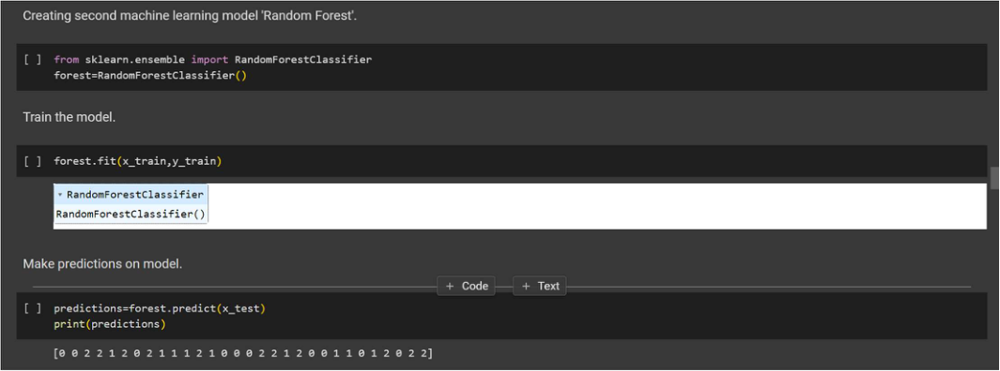 Creating second machine learning model 'Random Forest'.
[ ] from sklearn.ensemble import RandomForestClassifier
forest=RandomForestClassifier()
Train the model.
[ ] forest.fit(x_train,y_train)
▾ RandomForestClassifier
RandomForestClassifier()
Make predictions on model.
+ Code + Text
[ ] predictions=forest.predict(x_test)
print(predictions)
[0 0 2 2 1 2 0 2 1 1 1 2 1 0 0 0 2 2 1 2 0 0 1 1 0 1 2 0 2 2]